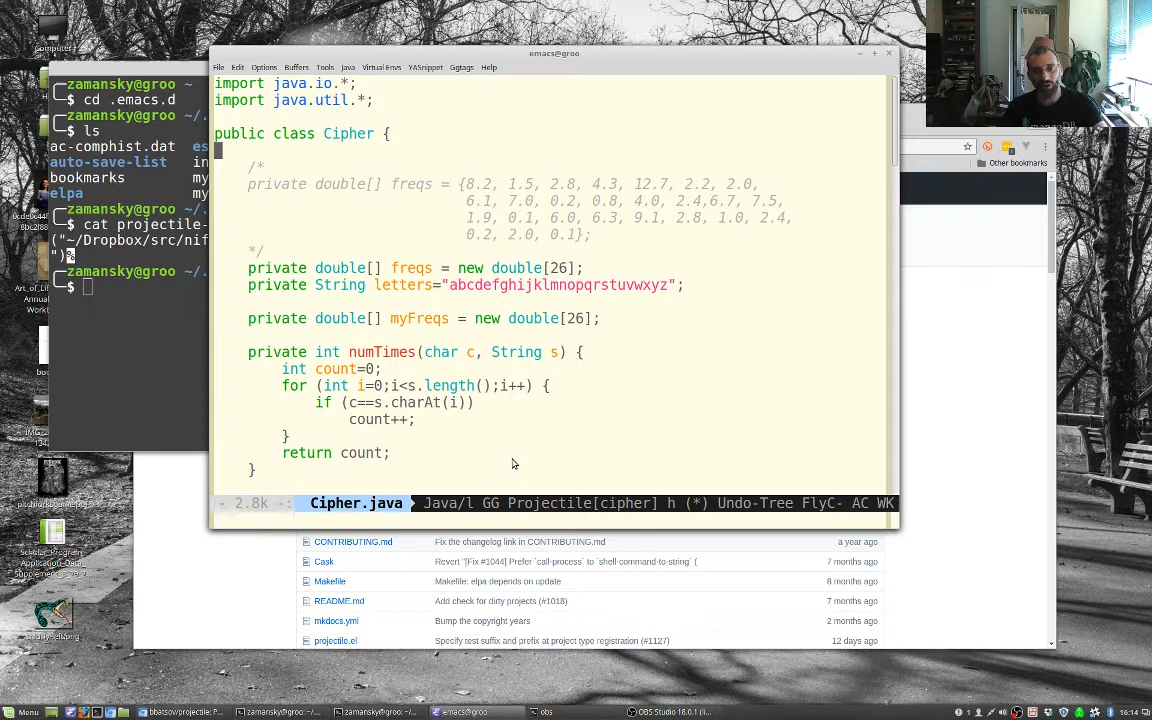 Computer
zamansky@groo ~
$ cd .emacs.d
zamansky@groo ~/.
$ ls
ac-comphist.dat es
auto-save-list in
bookmarks my
elpa my
zamansky@groo ~/.
$ cat projectile-
("~/Dropbox/src/nif
")%
zamansky@groo ~/.
$
emacs@groo
File Edit Options Buffers Tools Java Virtual Envs YASnippet Ggtags Help
import java.io.*;
import java.util.*;
public class Cipher {
/*
private double[] freqs = {8.2, 1.5, 2.8, 4.3, 12.7, 2.2, 2.0,
6.1, 7.0, 0.2, 0.8, 4.0, 2.4,6.7, 7.5,
1.9, 0.1, 6.0, 6.3, 9.1, 2.8, 1.0, 2.4,
0.2, 2.0, 0.1};
*/
private double[] freqs = new double[26];
private String letters="abcdefghijklmnopqrstuvwxyz";
private double[] myFreqs = new double[26];
private int numTimes(char c, String s) {
int count=0;
for (int i=0;i<s.length();i++) {
if (c==s.charAt(i))
count++;
}
return count;
}
- 2.8k -: Cipher.java Java/l GG Projectile[cipher] h (*) Undo-Tree FlyC- AC WK
Other bookmarks
CONTRIBUTING.md Fix the changelog link in CONTRIBUTING.md a year ago
Cask Revert "[Fix #1044] Prefer `call-process` to `shell-command-to-string` ( 7 months ago
Makefile Makefile: elpa depends on update 8 months ago
README.md Add check for dirty projects (#1018) 7 months ago
mkdocs.yml Bump the copyright years 2 months ago
projectile.el Specify test suffix and prefix at project type registration (#1127) 12 days ago
Menu bbatsov/projectile: P... zamansky@groo: ~/... zamansky@groo: ~/... emacs@groo obs OBS Studio 18.0.1 (li... 16:14